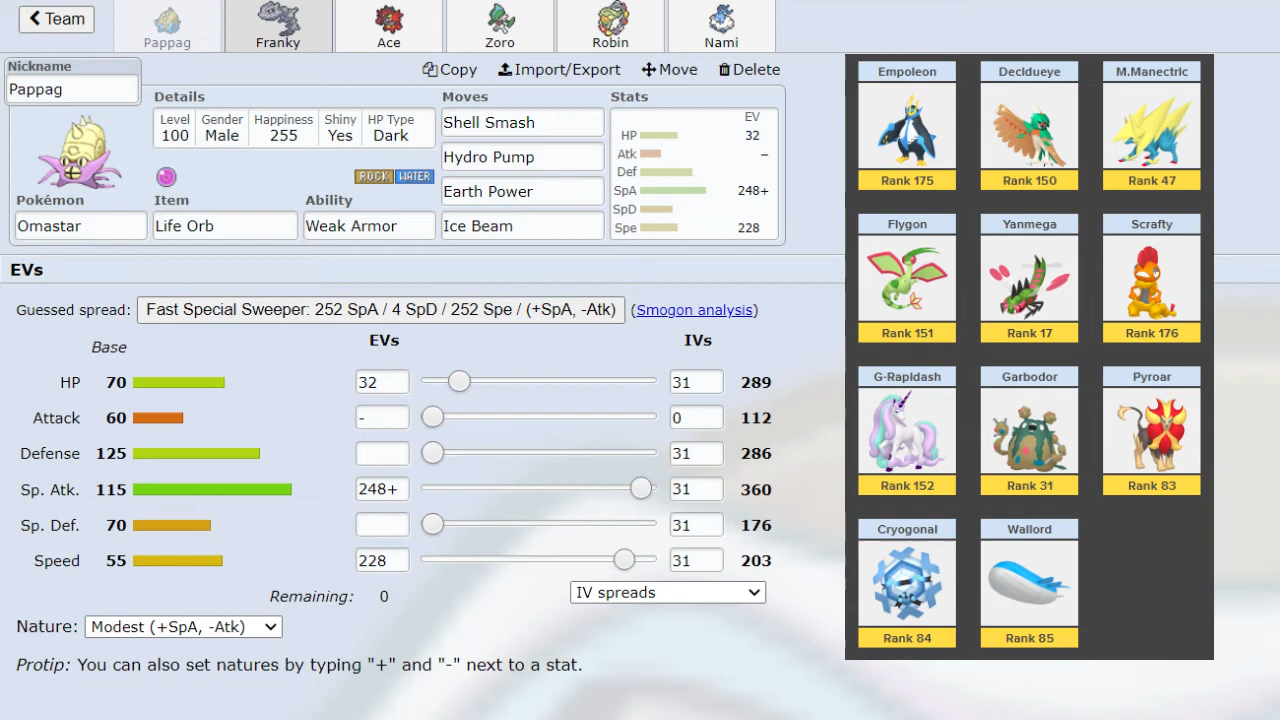 Team
Pappag
Franky
Ace
Zoro
Robin
Nami
Copy
Import/Export
Move
Delete
Nickname
Pappag
Details
Level Gender Happiness Shiny HP Type
100 Male 255 Yes Dark
ROCK WATER
Pokémon
Omastar
Item
Life Orb
Ability
Weak Armor
Moves
Shell Smash
Hydro Pump
Earth Power
Ice Beam
Stats
EV
HP 32
Atk –
Def
SpA 248+
SpD
Spe 228
EVs
Guessed spread: Fast Special Sweeper: 252 SpA / 4 SpD / 252 Spe / (+SpA, -Atk) (Smogon analysis)
Base EVs IVs
HP 70 32 31 289
Attack 60 - 0 112
Defense 125 31 286
Sp. Atk. 115 248+ 31 360
Sp. Def. 70 31 176
Speed 55 228 31 203
Remaining: 0
IV spreads
Nature: Modest (+SpA, -Atk)
Protip: You can also set natures by typing "+" and "-" next to a stat.
Empoleon
Rank 175
Decldueye
Rank 150
M.Manectric
Rank 47
Flygon
Rank 151
Yanmega
Rank 17
Scrafty
Rank 176
G-Rapldash
Rank 152
Garbodor
Rank 31
Pyroar
Rank 83
Cryogonal
Rank 84
Wallord
Rank 85